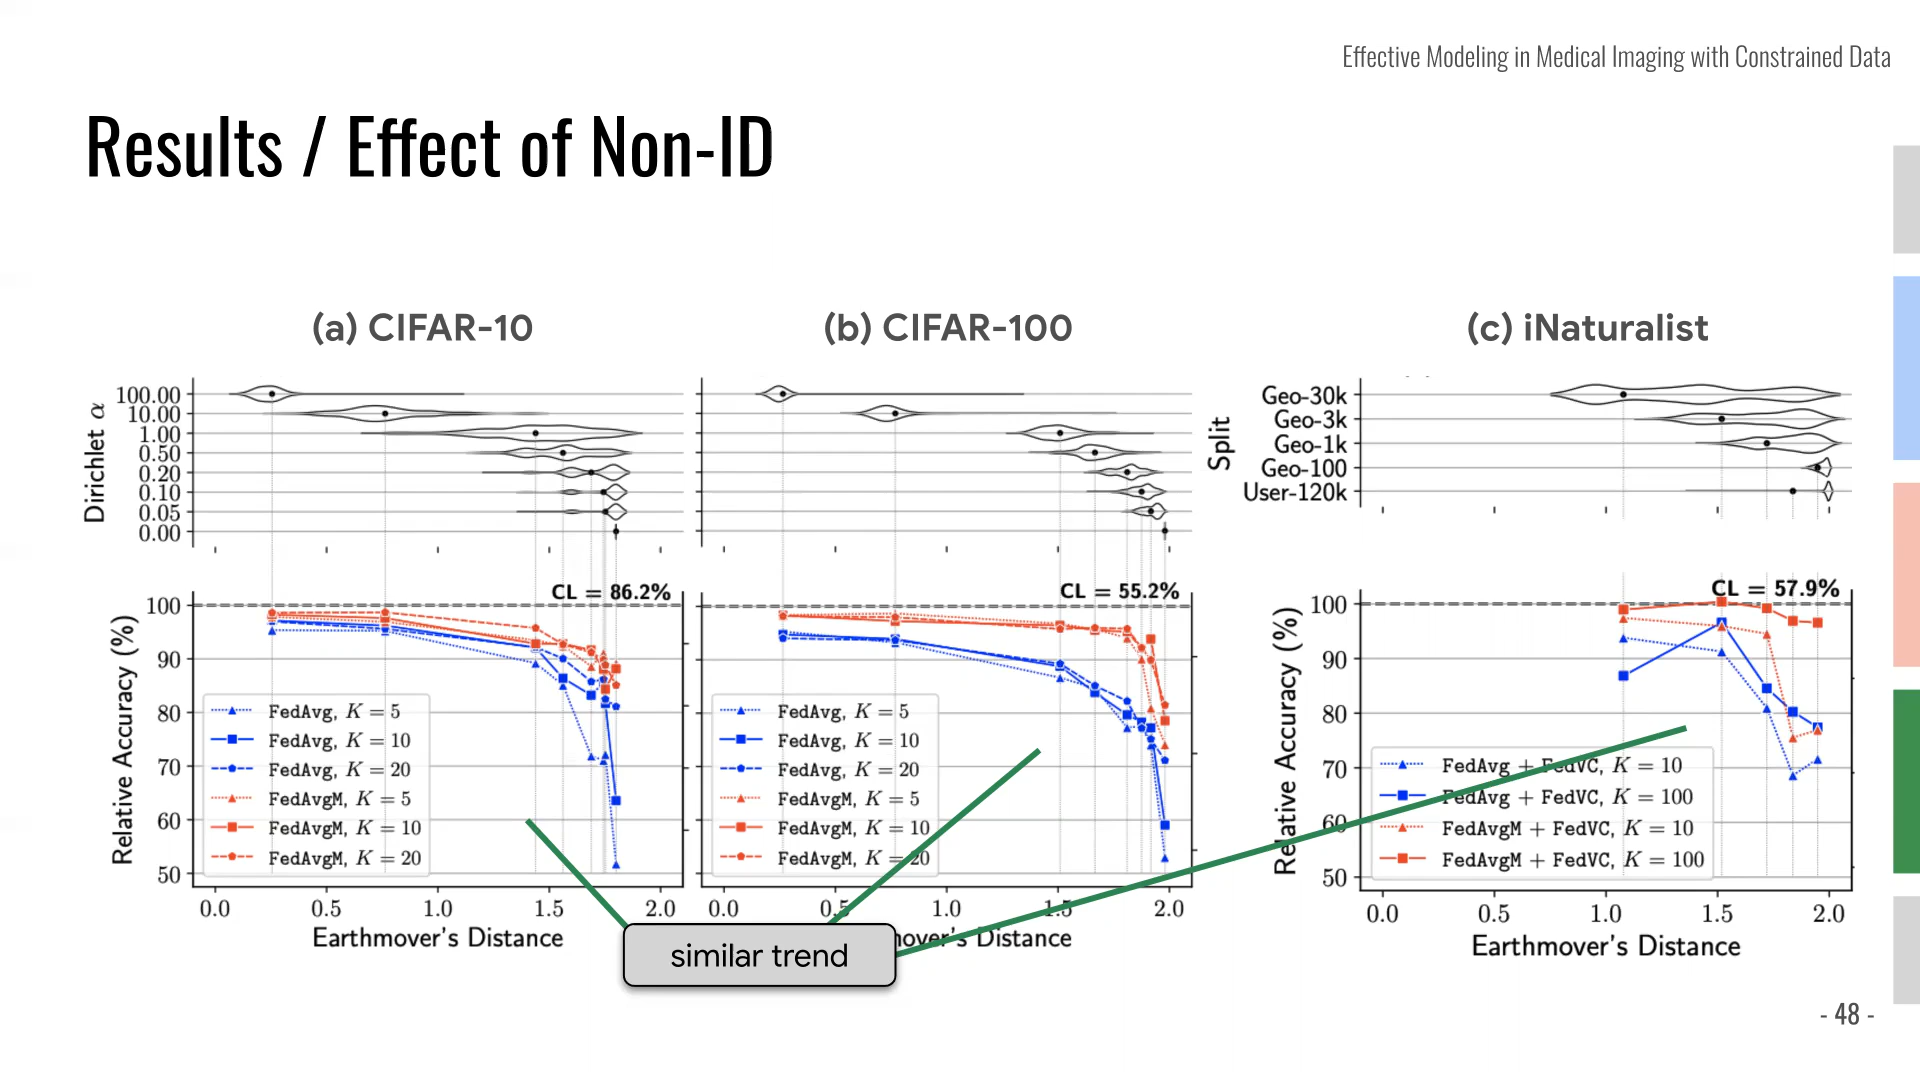 Effective Modeling in Medical Imaging with Constrained Data
Results / Effect of Non-ID
(a) CIFAR-10
(b) CIFAR-100
(c) iNaturalist
Dirichlet α
100.00
10.00
1.00
0.50
0.20
0.10
0.05
0.00
Split
Geo-30k
Geo-3k
Geo-1k
Geo-100
User-120k
CL = 86.2%
CL = 55.2%
CL = 57.9%
Relative Accuracy (%)
100
90
80
70
60
50
FedAvg, K = 5
FedAvg, K = 10
FedAvg, K = 20
FedAvgM, K = 5
FedAvgM, K = 10
FedAvgM, K = 20
0.0 0.5 1.0 1.5 2.0
Earthmover's Distance
FedAvg, K = 5
FedAvg, K = 10
FedAvg, K = 20
FedAvgM, K = 5
FedAvgM, K = 10
FedAvgM, K = 20
0.0 0.5 1.0 1.5 2.0
mover's Distance
Relative Accuracy (%)
100
90
80
70
60
50
FedAvg + FedVC, K = 10
FedAvg + FedVC, K = 100
FedAvgM + FedVC, K = 10
FedAvgM + FedVC, K = 100
0.0 0.5 1.0 1.5 2.0
Earthmover's Distance
similar trend
- 48 -